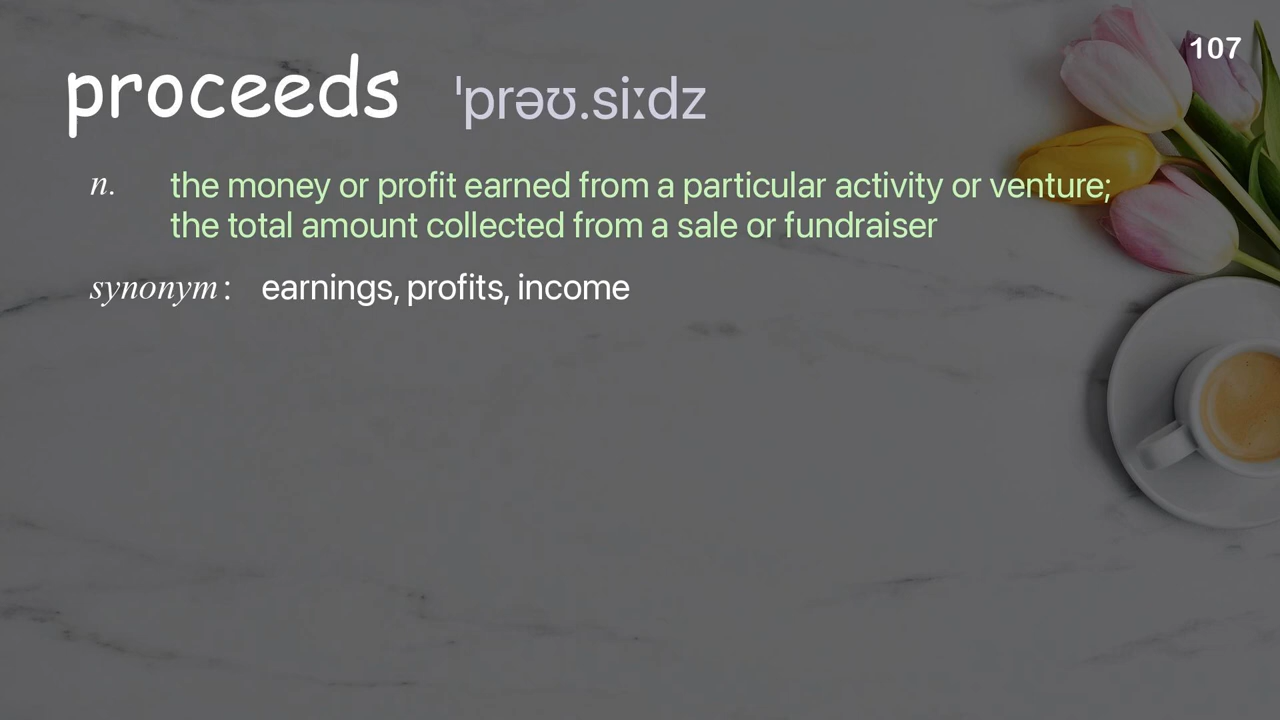 107
proceeds ˈprəʊ.siːdz
n. the money or profit earned from a particular activity or venture;
the total amount collected from a sale or fundraiser
synonym : earnings, profits, income